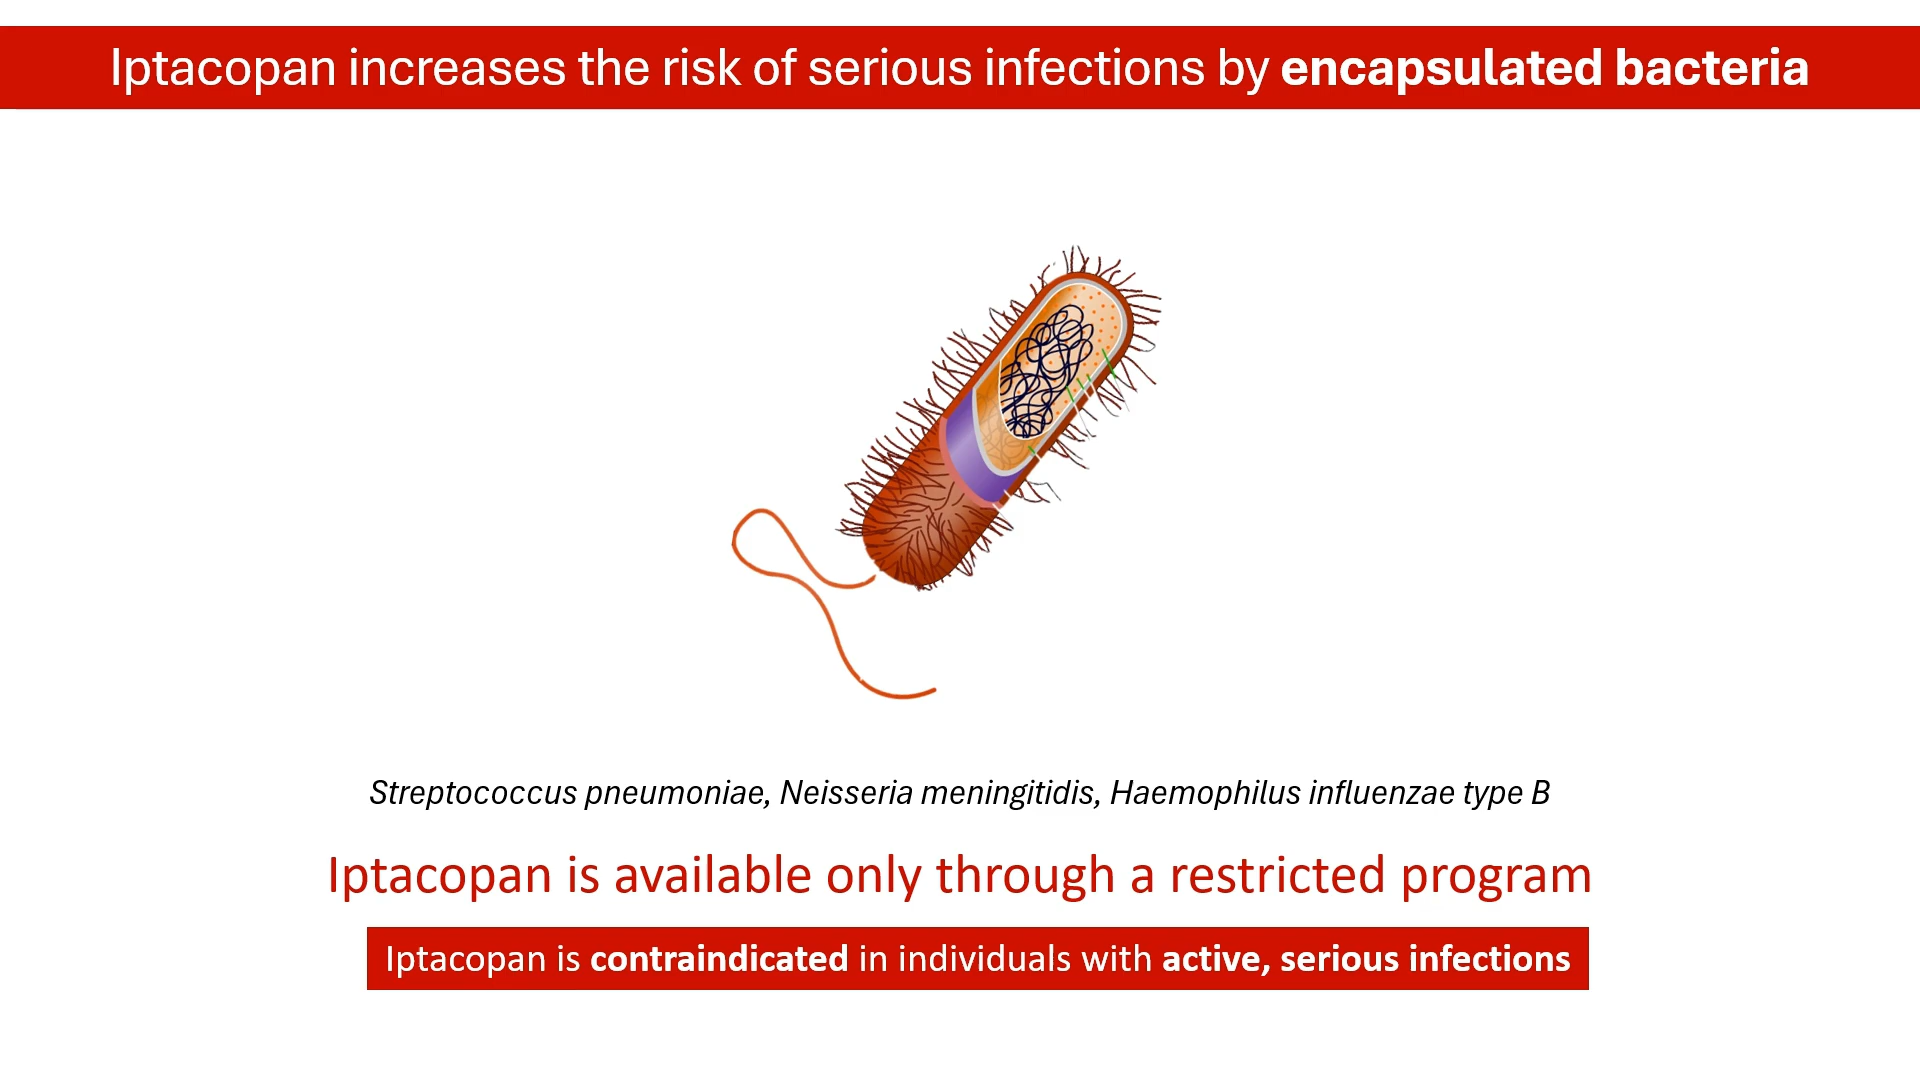 Iptacopan increases the risk of serious infections by encapsulated bacteria
Streptococcus pneumoniae, Neisseria meningitidis, Haemophilus influenzae type B
Iptacopan is available only through a restricted program
Iptacopan is contraindicated in individuals with active, serious infections